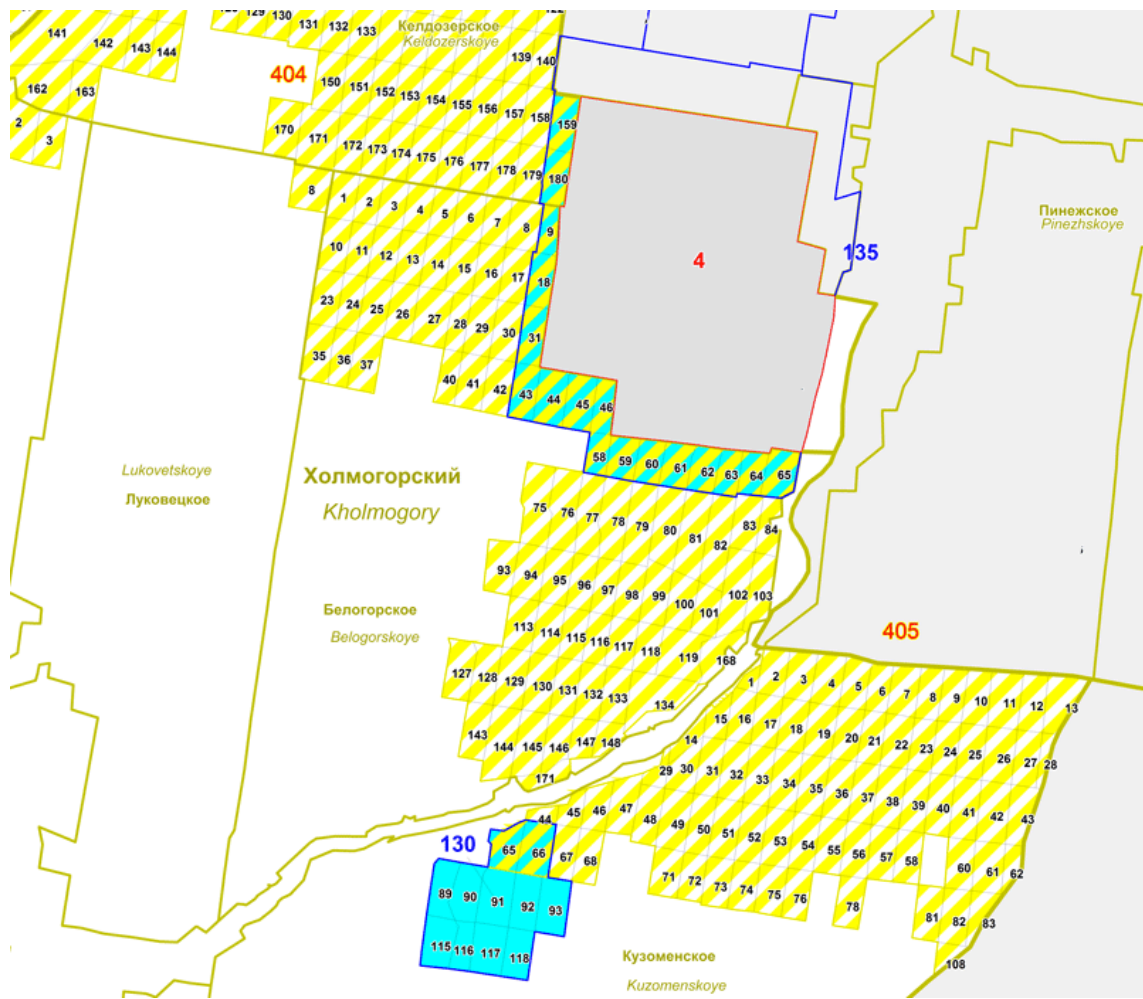 128 129 130 131 132 133 122
141 142 143 144
Келдозерское
Keldozerskoye
139 140
404
162 163
150 151 152 153 154 155 156 157 158 159
2 3
170 171 172 173 174 175 176 177 178 179 180
8 1 2 3 4 5 6 7 8 9
Пинежское
Pinezhskoye
10 11 12 13 14 15 16 17 18
4
135
23 24 25 26 27 28 29 30 31
35 36 37
40 41 42 43 44 45 46
58 59 60 61 62 63 64 65
Lukovetskoye
Луковецкое
Холмогорский
Kholmogory
75 76 77 78 79 80 81 82 83 84
93 94 95 96 97 98 99 100 101 102 103
Белогорское
Belogorskoye
113 114 115 116 117 118 119 168
405
127 128 129 130 131 132 133 134
1 2 3 4 5 6 7 8 9 10 11 12 13
143 144 145 146 147 148
171
14 15 16 17 18 19 20 21 22 23 24 25 26 27 28
29 30 31 32 33 34 35 36 37 38 39 40 41 42 43
44 45 46 47 48 49 50 51 52 53 54 55 56 57 58 60 61 62
130
65 66 67 68
71 72 73 74 75 76 78 81 82 83
89 90 91 92 93
115 116 117 118
108
Кузоменское
Kuzomenskoye